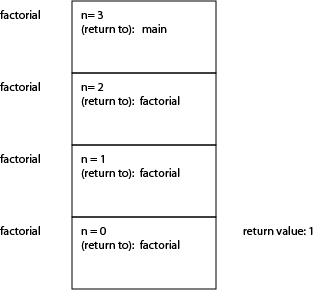 factorial n= 3
(return to): main
factorial n= 2
(return to): factorial
factorial n = 1
(return to): factorial
factorial n = 0 return value: 1
(return to): factorial